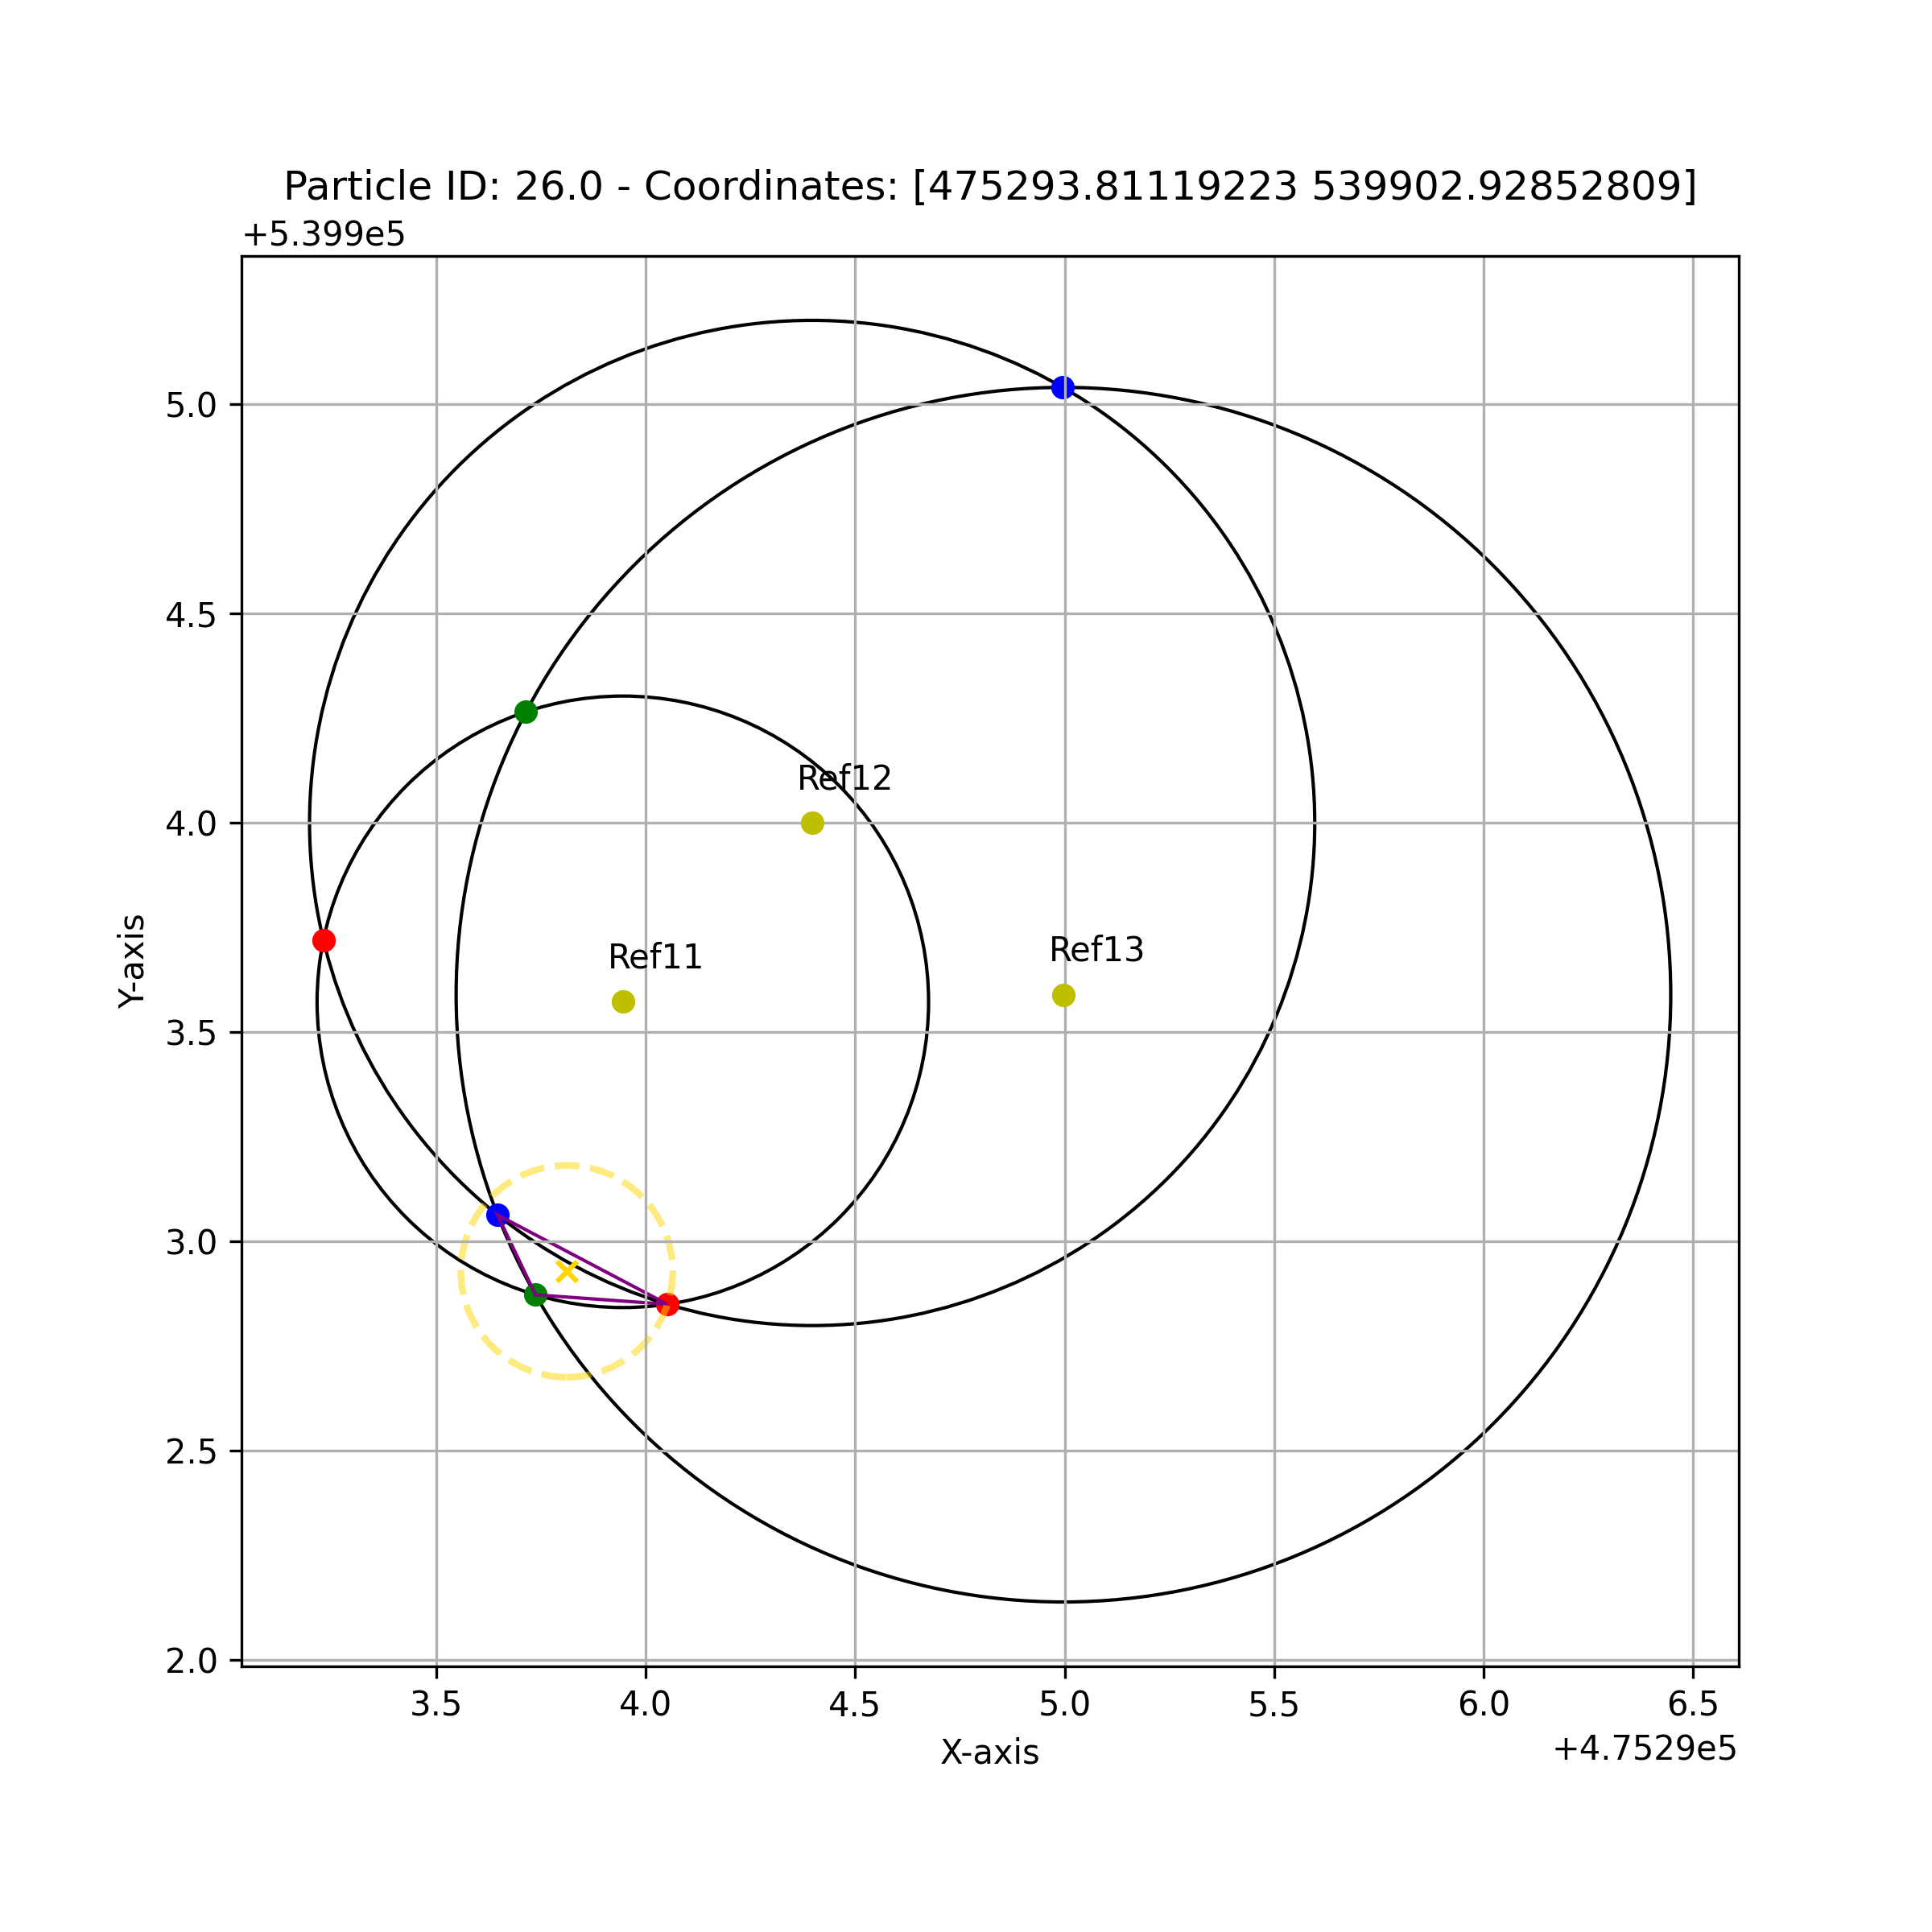 Particle ID: 26.0 - Coordinates: [475293.81119223 539902.92852809]
+5.399e5
5.0
4.5
4.0
3.5
3.0
2.5
2.0
Y-axis
Ref12
Ref11
Ref13
3.5 4.0 4.5 5.0 5.5 6.0 6.5
X-axis
+4.7529e5